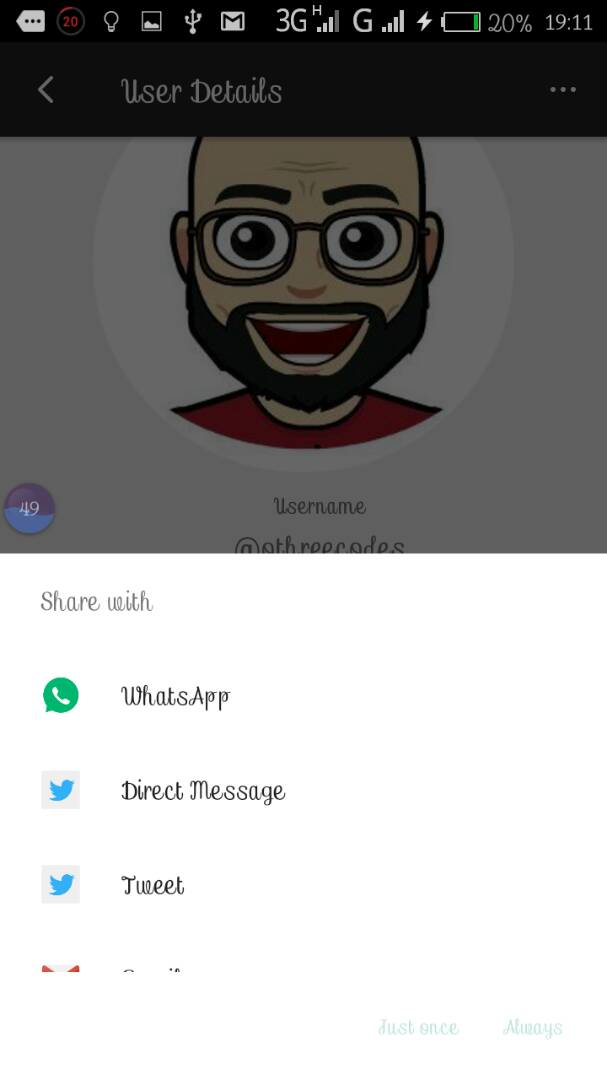 20 3G H G 20% 19:11
User Details
Username
@othreecodes
49
Share with
WhatsApp
Direct Message
Tweet
Gmail
Just once Always